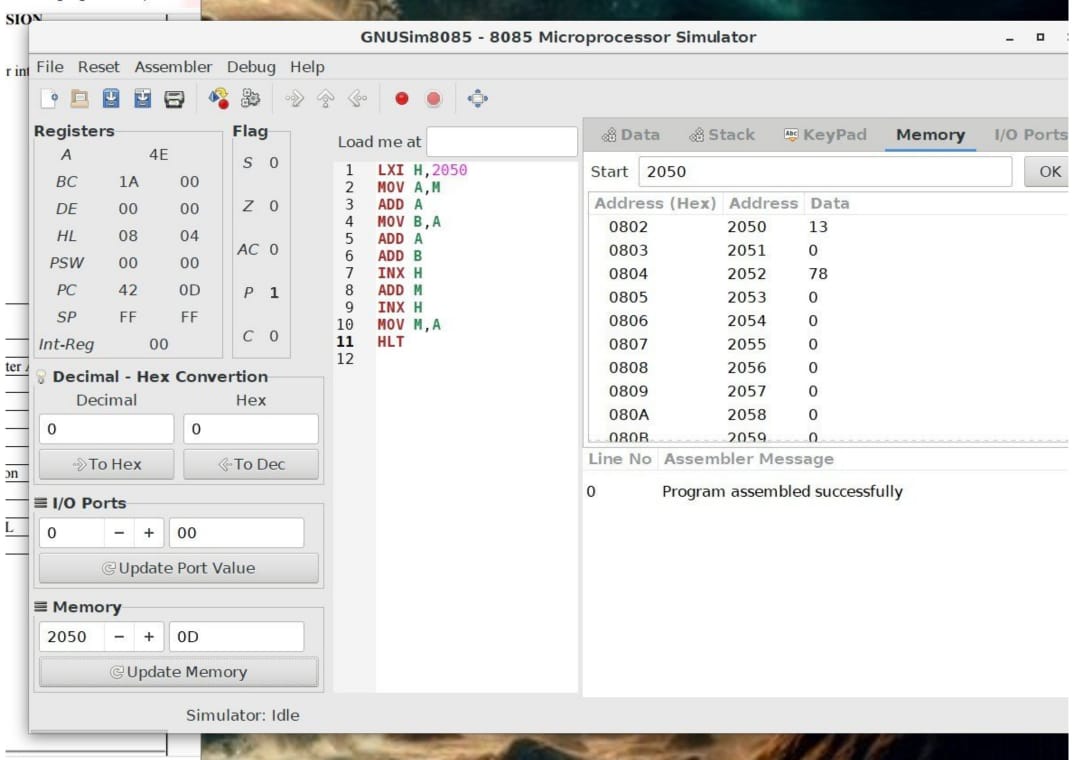 SION
GNUSim8085 - 8085 Microprocessor Simulator
r int
File Reset Assembler Debug Help
Registers
A 4E
BC 1A 00
DE 00 00
HL 08 04
PSW 00 00
PC 42 0D
SP FF FF
Int-Reg 00
Flag
S 0
Z 0
AC 0
P 1
C 0
Decimal - Hex Convertion
Decimal Hex
0 0
To Hex To Dec
I/O Ports
0 − + 00
Update Port Value
Memory
2050 − + 0D
Update Memory
Load me at
1 LXI H,2050
2 MOV A,M
3 ADD A
4 MOV B,A
5 ADD A
6 ADD B
7 INX H
8 ADD M
9 INX H
10 MOV M,A
11 HLT
12
Data Stack Abc KeyPad Memory I/O Ports
Start 2050 OK
Address (Hex) Address Data
0802 2050 13
0803 2051 0
0804 2052 78
0805 2053 0
0806 2054 0
0807 2055 0
0808 2056 0
0809 2057 0
080A 2058 0
080B 2059 0
Line No Assembler Message
0 Program assembled successfully
Simulator: Idle
ter
on
L